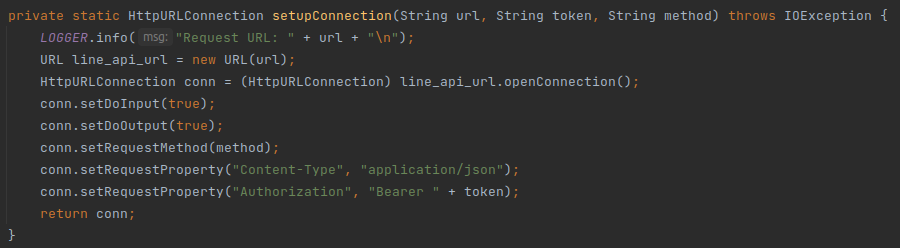 private static HttpURLConnection setupConnection(String url, String token, String method) throws IOException {
LOGGER.info( msg: "Request URL: " + url + "\n");
URL line_api_url = new URL(url);
HttpURLConnection conn = (HttpURLConnection) line_api_url.openConnection();
conn.setDoInput(true);
conn.setDoOutput(true);
conn.setRequestMethod(method);
conn.setRequestProperty("Content-Type", "application/json");
conn.setRequestProperty("Authorization", "Bearer " + token);
return conn;
}